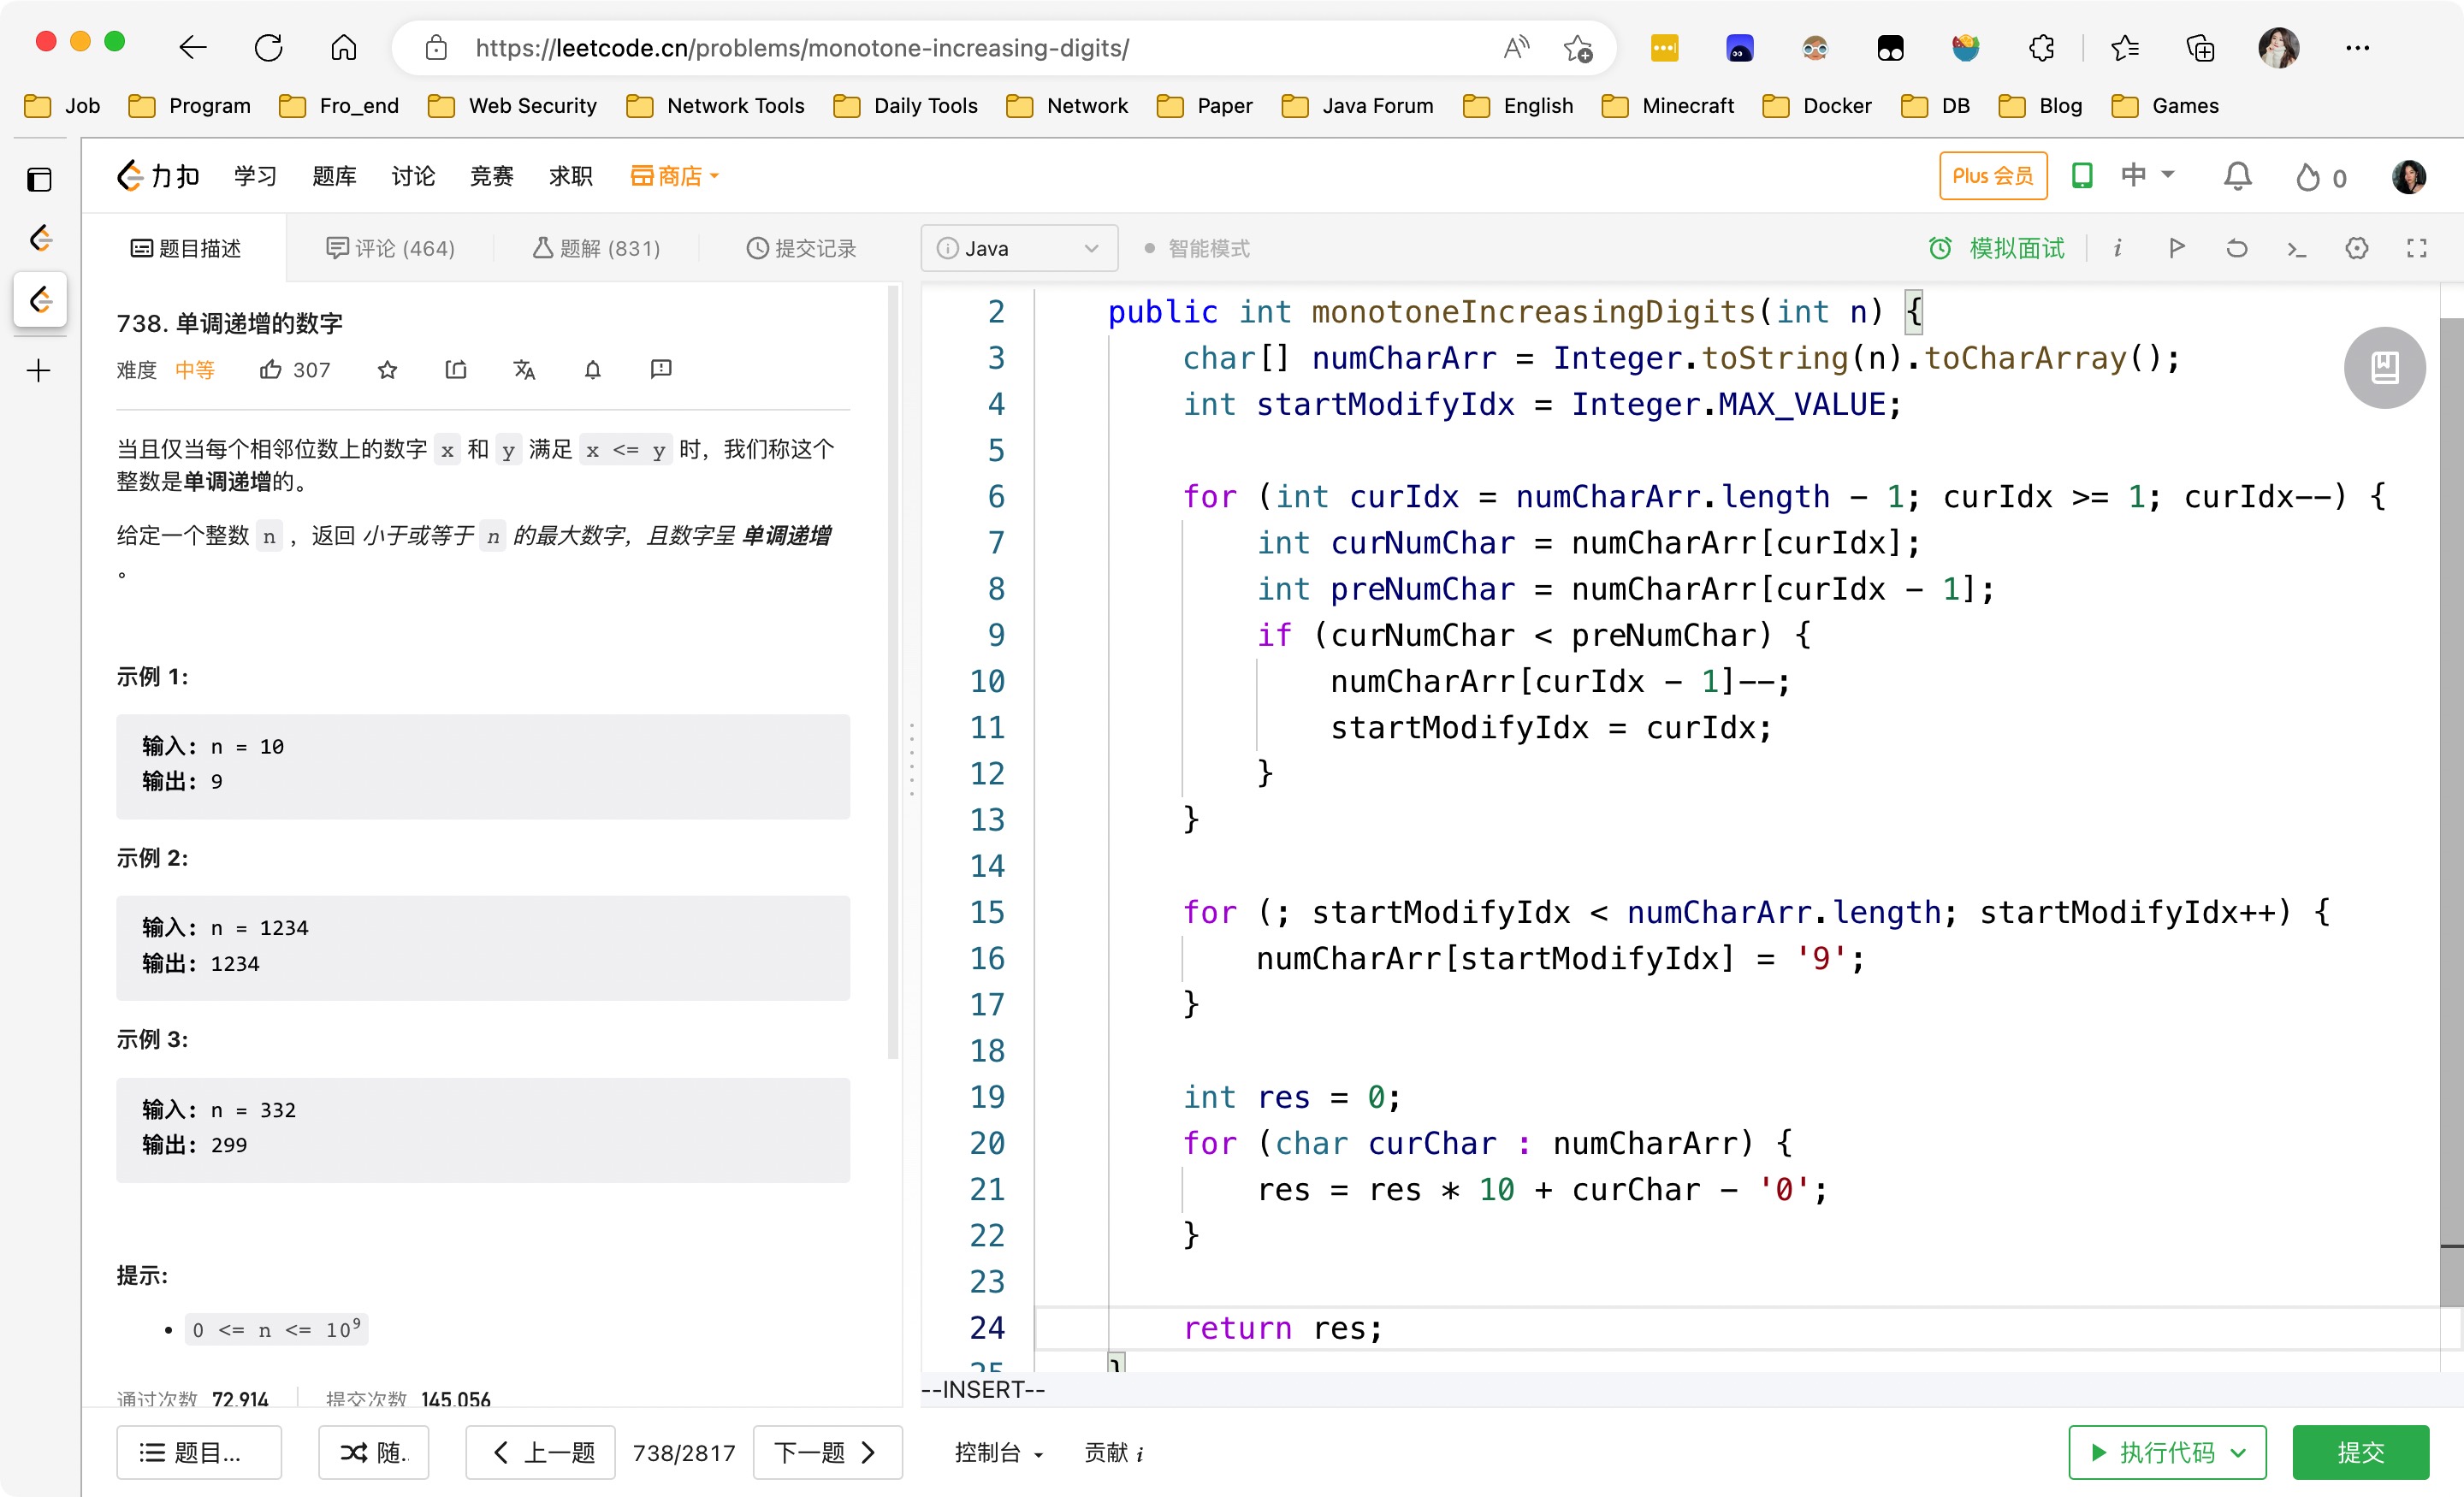 https://leetcode.cn/problems/monotone-increasing-digits/
Job Program Fro_end Web Security Network Tools Daily Tools Network Paper Java Forum English Minecraft Docker DB Blog Games
力扣 学习 题库 讨论 竞赛 求职 商店 Plus 会员 中 0
题目描述 评论 (464) 题解 (831) 提交记录 Java 智能模式 模拟面试
738. 单调递增的数字
难度 中等 307
当且仅当每个相邻位数上的数字 x 和 y 满足 x <= y 时，我们称这个
整数是单调递增的。
给定一个整数 n ，返回 小于或等于 n 的最大数字，且数字呈 单调递增
。
示例 1:
输入: n = 10
输出: 9
示例 2:
输入: n = 1234
输出: 1234
示例 3:
输入: n = 332
输出: 299
提示:
• 0 <= n <= 10⁹
通过次数 72,914 提交次数 145,056
题目... 随. 上一题 738/2817 下一题
2 public int monotoneIncreasingDigits(int n) {
3 char[] numCharArr = Integer.toString(n).toCharArray();
4 int startModifyIdx = Integer.MAX_VALUE;
5
6 for (int curIdx = numCharArr.length - 1; curIdx >= 1; curIdx--) {
7 int curNumChar = numCharArr[curIdx];
8 int preNumChar = numCharArr[curIdx - 1];
9 if (curNumChar < preNumChar) {
10 numCharArr[curIdx - 1]--;
11 startModifyIdx = curIdx;
12 }
13 }
14
15 for (; startModifyIdx < numCharArr.length; startModifyIdx++) {
16 numCharArr[startModifyIdx] = '9';
17 }
18
19 int res = 0;
20 for (char curChar : numCharArr) {
21 res = res * 10 + curChar - '0';
22 }
23
24 return res;
25 }
--INSERT--
控制台 贡献 i 执行代码 提交